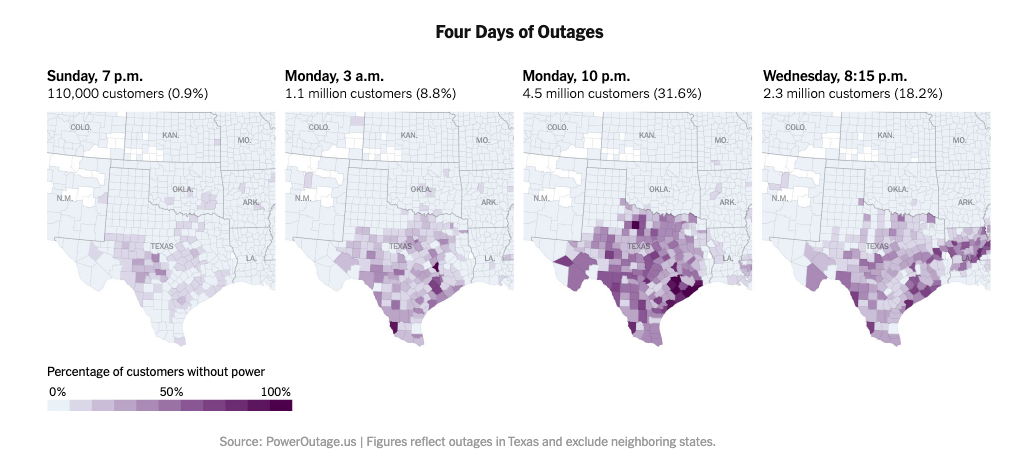 Four Days of Outages
Sunday, 7 p.m.
110,000 customers (0.9%)
Monday, 3 a.m.
1.1 million customers (8.8%)
Monday, 10 p.m.
4.5 million customers (31.6%)
Wednesday, 8:15 p.m.
2.3 million customers (18.2%)
COLO. KAN. MO. COLO. KAN. MO. COLO. KAN. MO. COLO. KAN. MO.
N.M. OKLA. ARK. N.M. OKLA. ARK. N.M. OKLA. ARK. N.M. OKLA. ARK.
TEXAS LA. TEXAS LA. TEXAS LA. TEXAS LA.
Percentage of customers without power
0% 50% 100%
Source: PowerOutage.us | Figures reflect outages in Texas and exclude neighboring states.